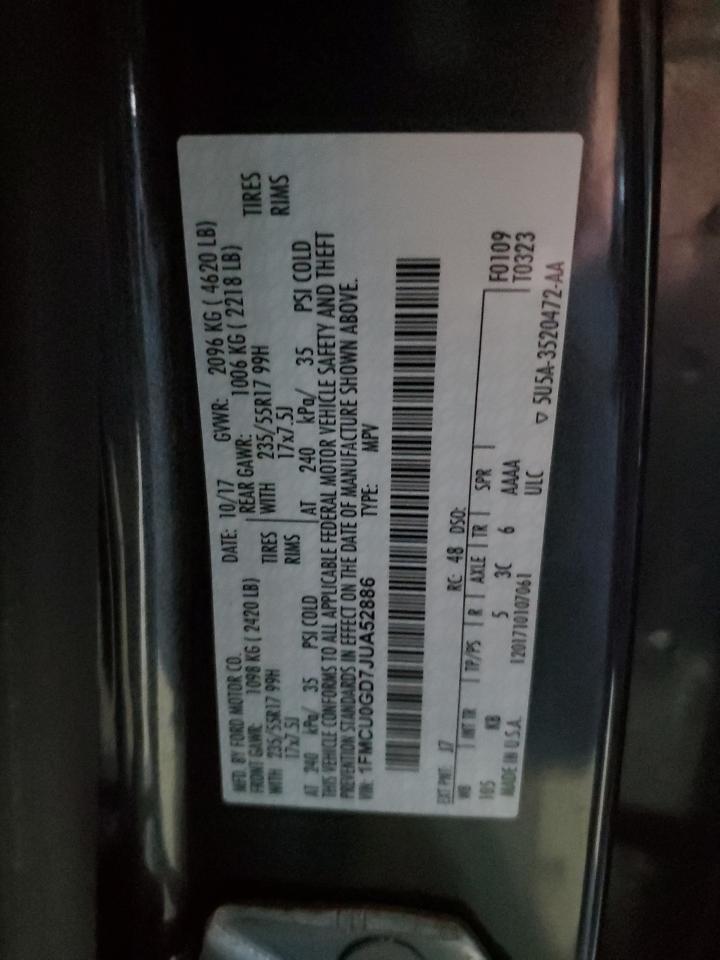 MFD. BY FORD MOTOR CO.
DATE: 10/17 GVWR: 2096 KG ( 4620 LB)
FRONT GAWR: 1098 KG ( 2420 LB) REAR GAWR: 1006 KG ( 2218 LB)
WITH 235/55R17 99H TIRES WITH 235/55R17 99H TIRES
17x7.5J RIMS 17x7.5J RIMS
AT 240 kPa/ 35 PSI COLD AT 240 kPa/ 35 PSI COLD
THIS VEHICLE CONFORMS TO ALL APPLICABLE FEDERAL MOTOR VEHICLE SAFETY AND THEFT
PREVENTION STANDARDS IN EFFECT ON THE DATE OF MANUFACTURE SHOWN ABOVE.
VIN: 1FMCU0GD7JUA52886 TYPE: MPV
EXT PNT: J7 RC: 48 DSO:
WB INT TR TP/PS R AXLE TR SPR F0109
105 KB 5 3C 6 AAAA T0323
MADE IN U.S.A. 1201710107061 ULC
▽ 5U5A-3520472-AA